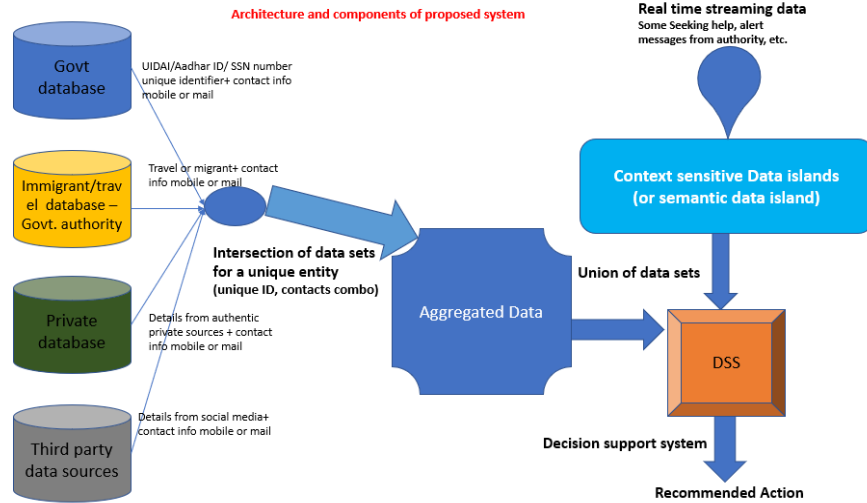 Architecture and components of proposed system
Real time streaming data
Some Seeking help, alert
messages from authority, etc.
Govt
database
UIDAI/Aadhar ID/ SSN number
unique identifier+ contact info
mobile or mail
Immigrant/trav
el database –
Govt. authority
Travel or migrant+ contact
info mobile or mail
Context sensitive Data islands
(or semantic data island)
Intersection of data sets
for a unique entity
(unique ID, contacts combo)
Union of data sets
Private
database
Details from authentic
private sources + contact
info mobile or mail
Aggregated Data
DSS
Third party
data sources
Details from social media+
contact info mobile or mail
Decision support system
Recommended Action